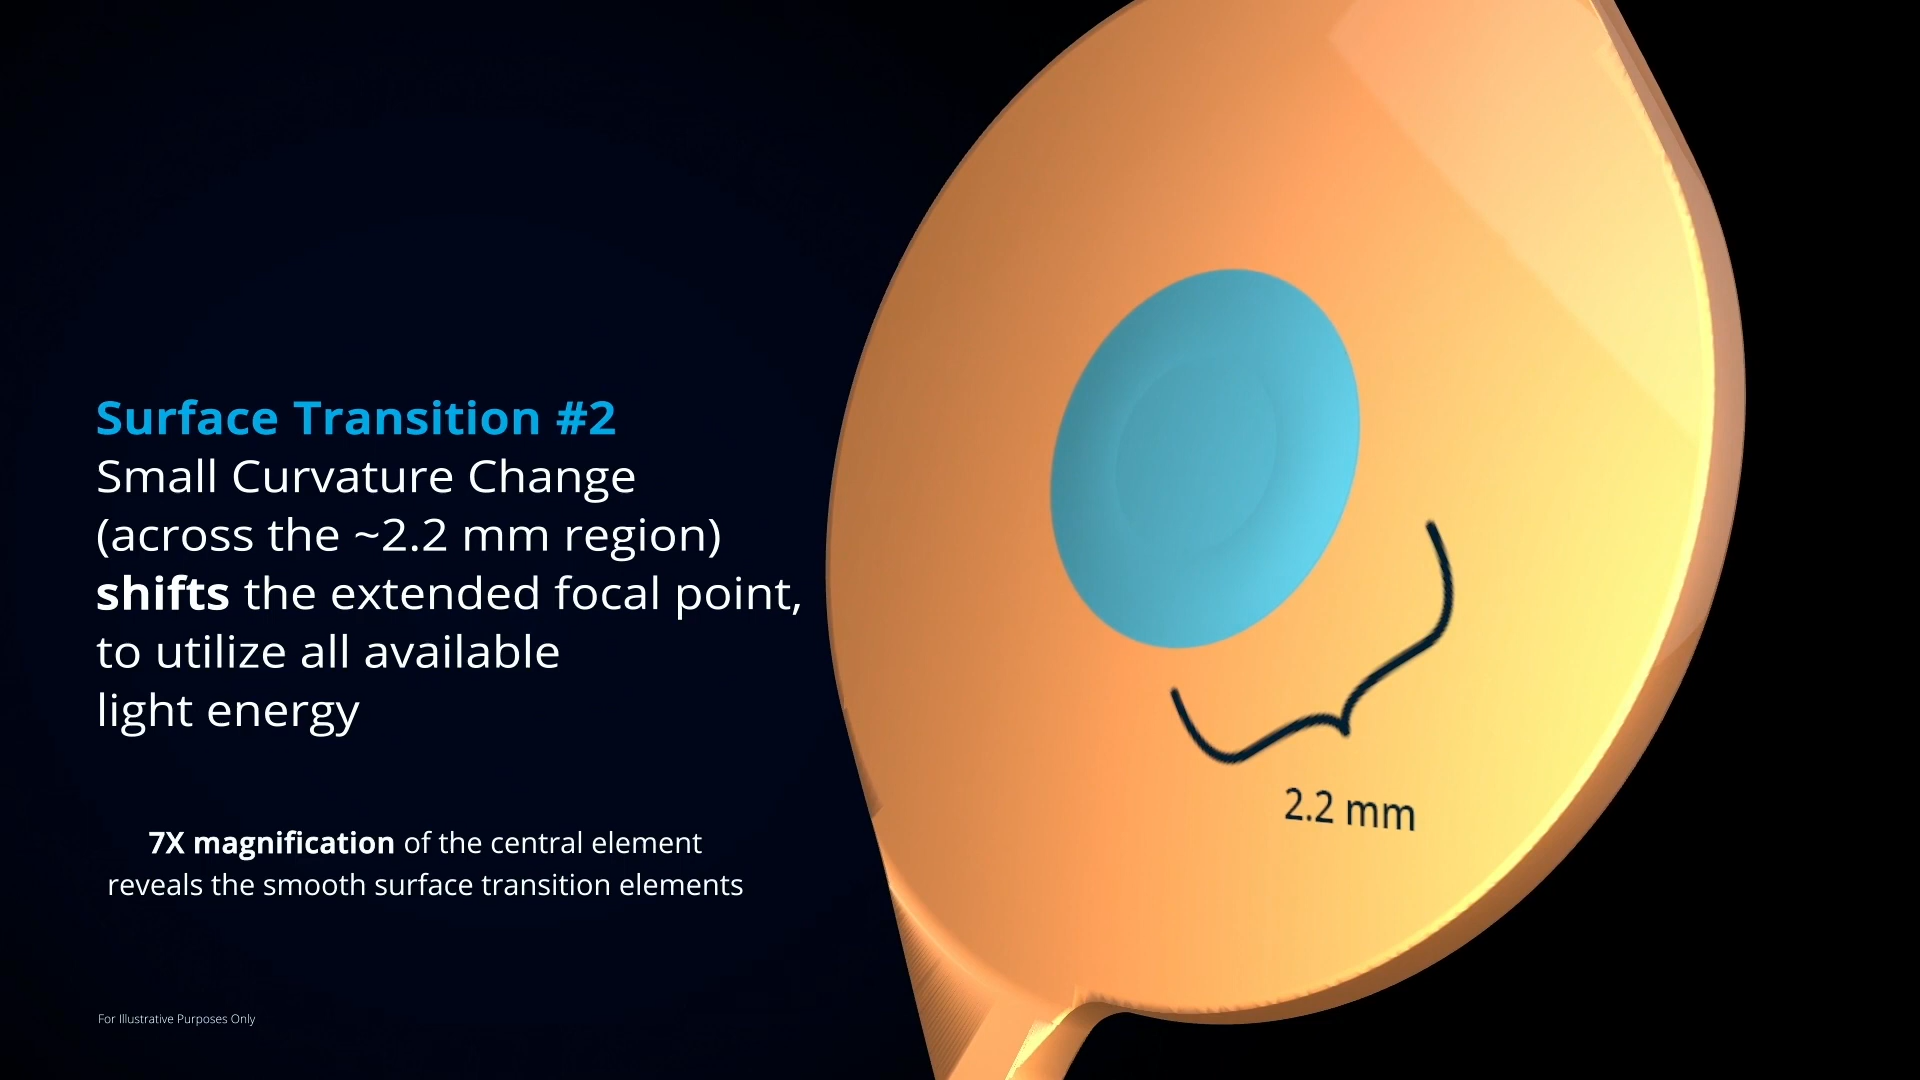 Surface Transition #2
Small Curvature Change
(across the ~2.2 mm region)
shifts the extended focal point,
to utilize all available
light energy
7X magnification of the central element
reveals the smooth surface transition elements
For Illustrative Purposes Only
2.2 mm